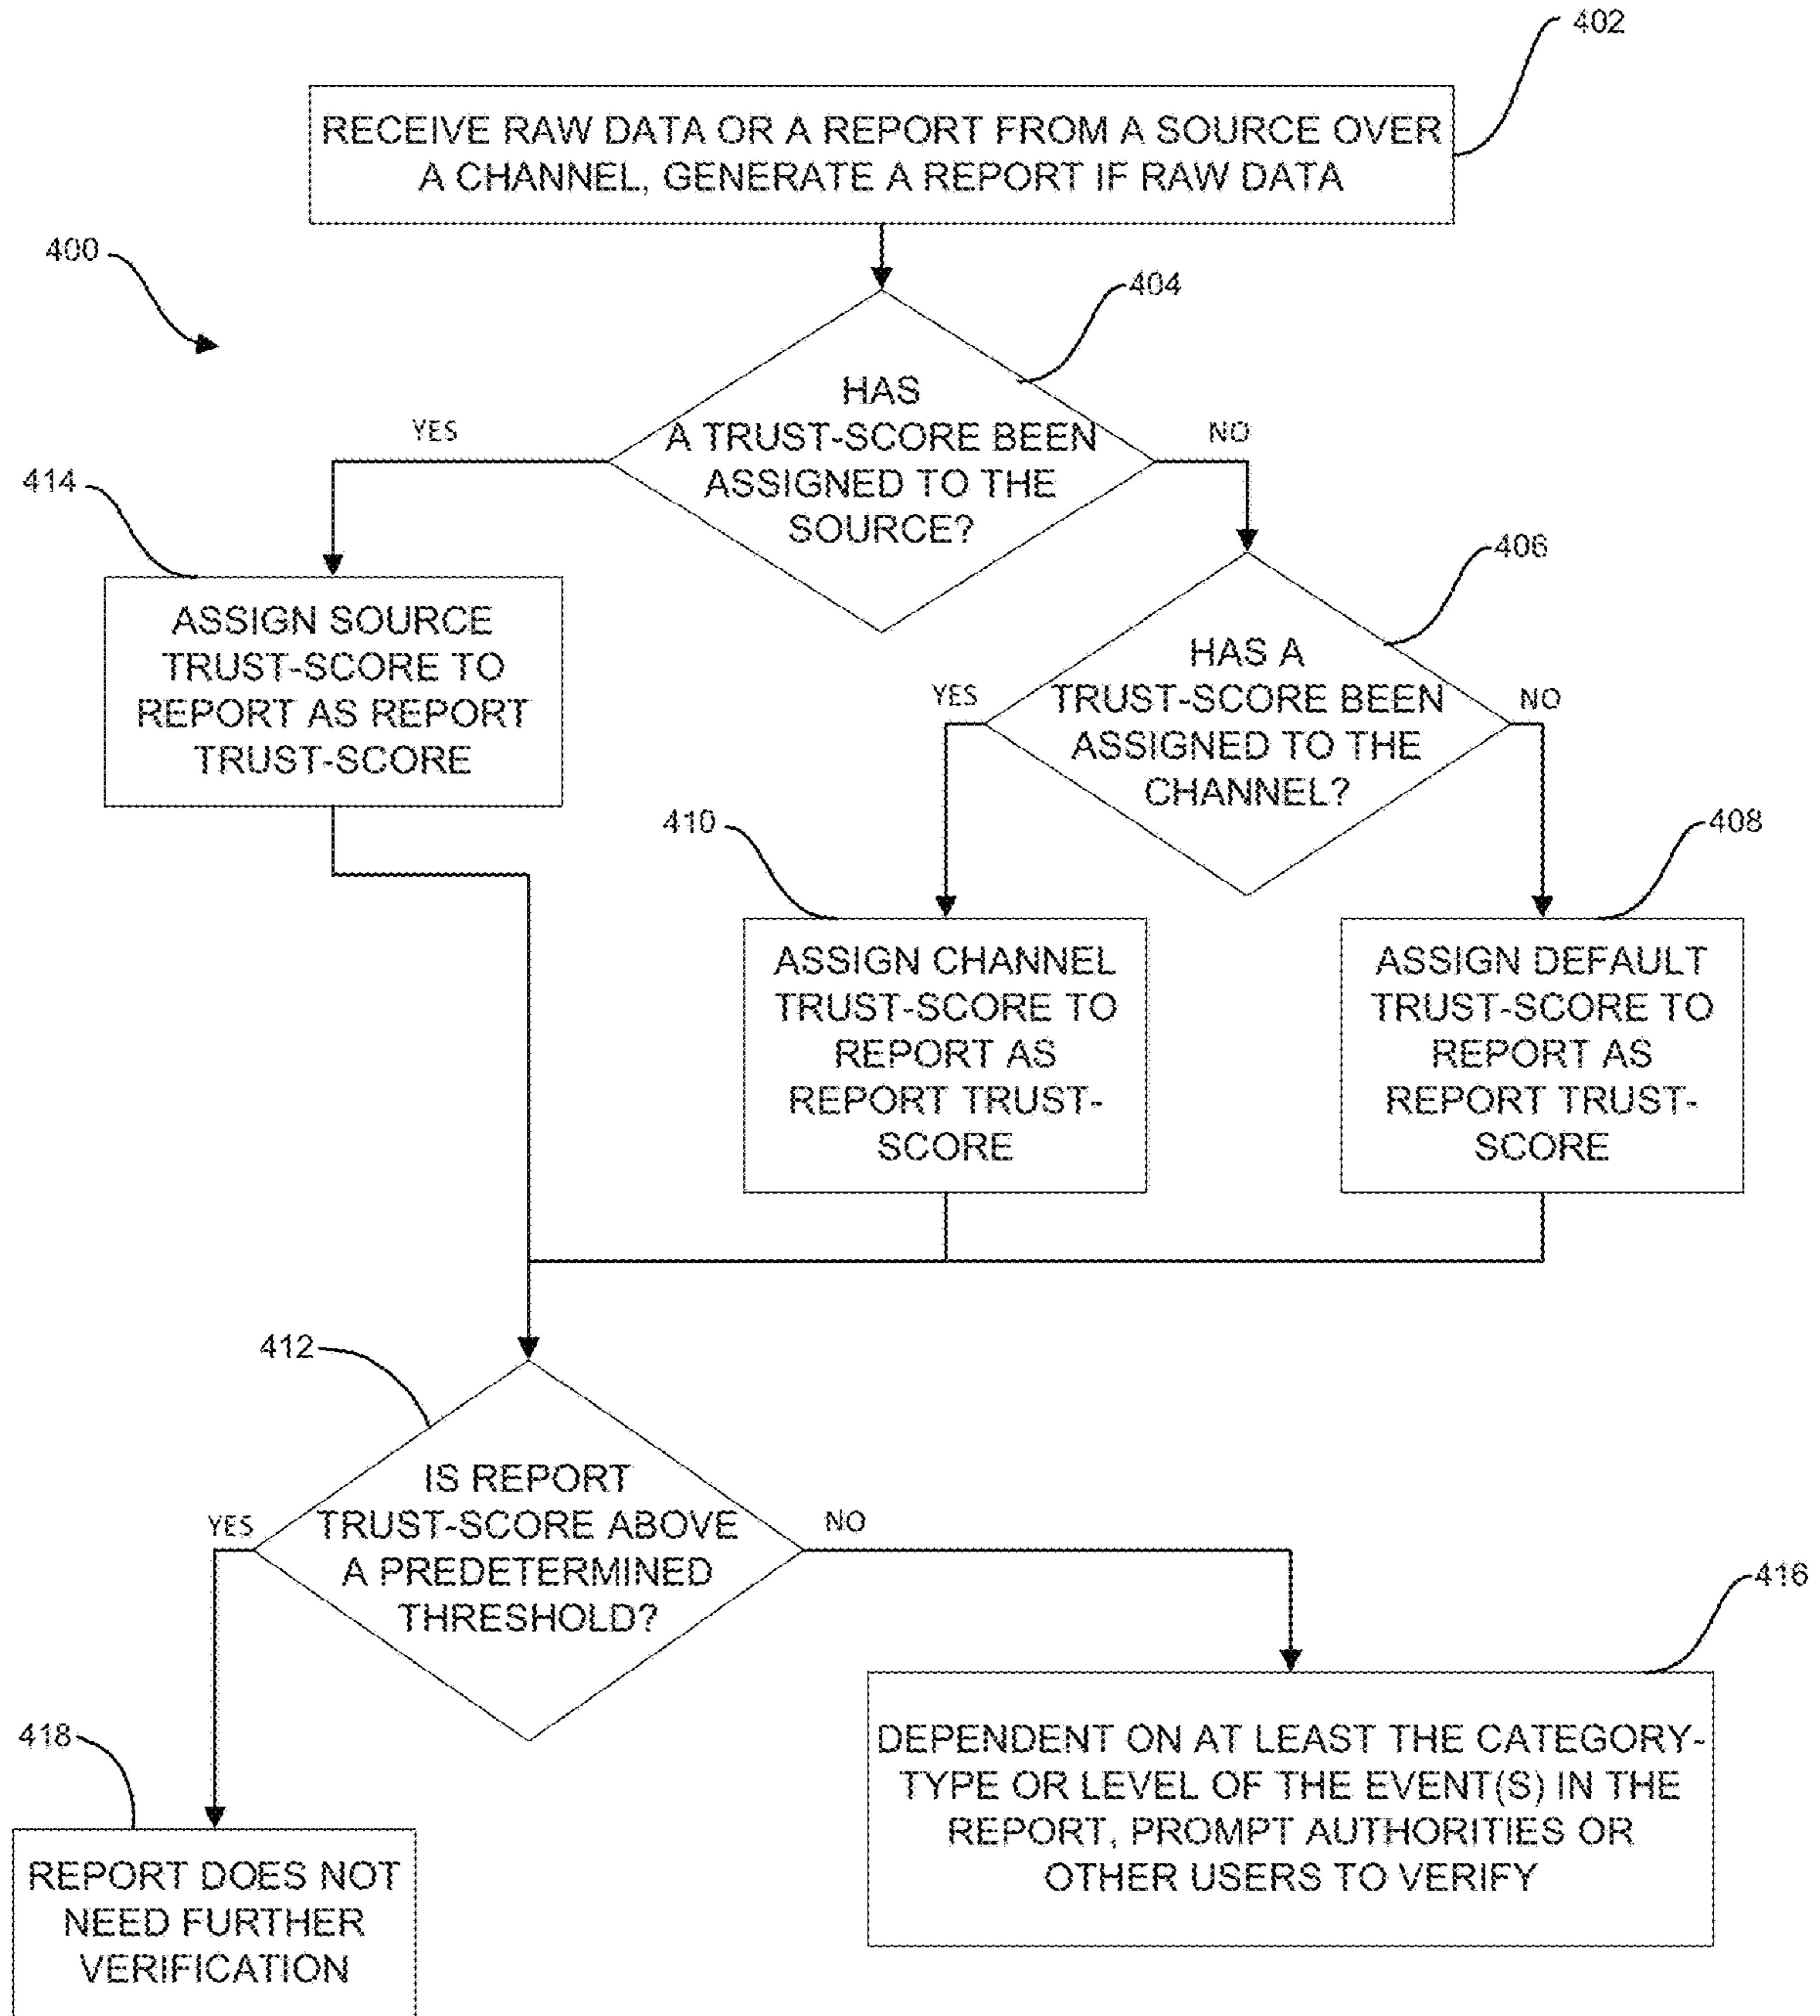 402
RECEIVE RAW DATA OR A REPORT FROM A SOURCE OVER
A CHANNEL, GENERATE A REPORT IF RAW DATA
400
404
HAS
A TRUST-SCORE BEEN
ASSIGNED TO THE
SOURCE?
YES
NO
414
ASSIGN SOURCE
TRUST-SCORE TO
REPORT AS REPORT
TRUST-SCORE
406
HAS A
TRUST-SCORE BEEN
ASSIGNED TO THE
CHANNEL?
YES
NO
410
ASSIGN CHANNEL
TRUST-SCORE TO
REPORT AS
REPORT TRUST-
SCORE
408
ASSIGN DEFAULT
TRUST-SCORE TO
REPORT AS
REPORT TRUST-
SCORE
412
IS REPORT
TRUST-SCORE ABOVE
A PREDETERMINED
THRESHOLD?
YES
NO
416
DEPENDENT ON AT LEAST THE CATEGORY-
TYPE OR LEVEL OF THE EVENT(S) IN THE
REPORT, PROMPT AUTHORITIES OR
OTHER USERS TO VERIFY
418
REPORT DOES NOT
NEED FURTHER
VERIFICATION